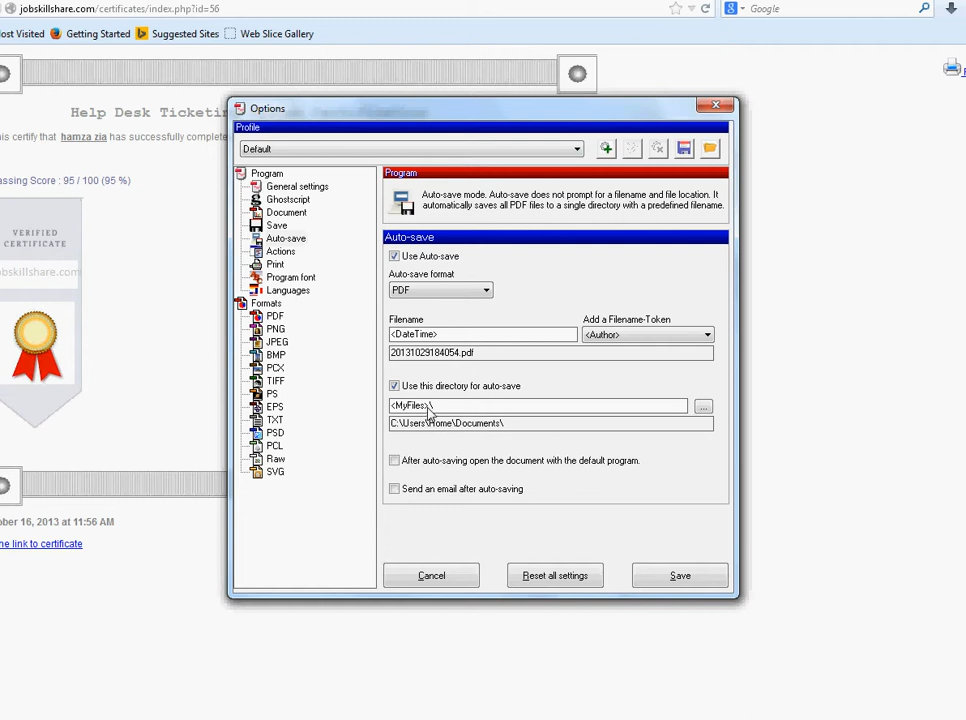 jobskillshare.com/certificates/index.php?id=56
Google
ost Visited Getting Started Suggested Sites Web Slice Gallery
Help Desk Ticketin
his certify that hamza zia has successfully complete
assing Score : 95 / 100 (95 %)
VERIFIED
CERTIFICATE
obskillshare.com
ober 16, 2013 at 11:56 AM
he link to certificate
Options
Profile
Default
Program
General settings
Ghostscript
Document
Save
Auto-save
Actions
Print
Program font
Languages
Formats
PDF
PNG
JPEG
BMP
PCX
TIFF
PS
EPS
TXT
PSD
PCL
Raw
SVG
Program
Auto-save mode. Auto-save does not prompt for a filename and file location. It
automatically saves all PDF files to a single directory with a predefined filename.
Auto-save
Use Auto-save
Auto-save format
PDF
Filename Add a Filename-Token
<DateTime> <Author>
20131029184054.pdf
Use this directory for auto-save
<MyFiles>\
...
C:\Users\Home\Documents\
After auto-saving open the document with the default program.
Send an email after auto-saving
Cancel Reset all settings Save